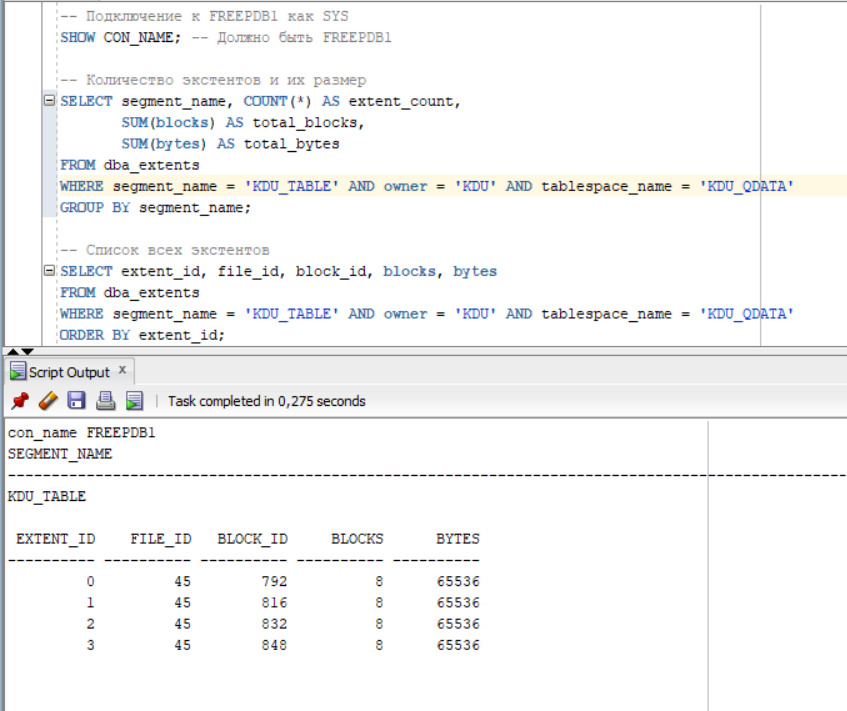 -- Подключение к FREEPDB1 как SYS
SHOW CON_NAME; -- Должно быть FREEPDB1
-- Количество экстентов и их размер
SELECT segment_name, COUNT(*) AS extent_count,
SUM(blocks) AS total_blocks,
SUM(bytes) AS total_bytes
FROM dba_extents
WHERE segment_name = 'KDU_TABLE' AND owner = 'KDU' AND tablespace_name = 'KDU_QDATA'
GROUP BY segment_name;
-- Список всех экстентов
SELECT extent_id, file_id, block_id, blocks, bytes
FROM dba_extents
WHERE segment_name = 'KDU_TABLE' AND owner = 'KDU' AND tablespace_name = 'KDU_QDATA'
ORDER BY extent_id;
Script Output x
Task completed in 0,275 seconds
con_name FREEPDB1
SEGMENT_NAME
--------------------------------------------------------------------------------------------------------
KDU_TABLE
EXTENT_ID FILE_ID BLOCK_ID BLOCKS BYTES
---------- ---------- ---------- ---------- ----------
0 45 792 8 65536
1 45 816 8 65536
2 45 832 8 65536
3 45 848 8 65536